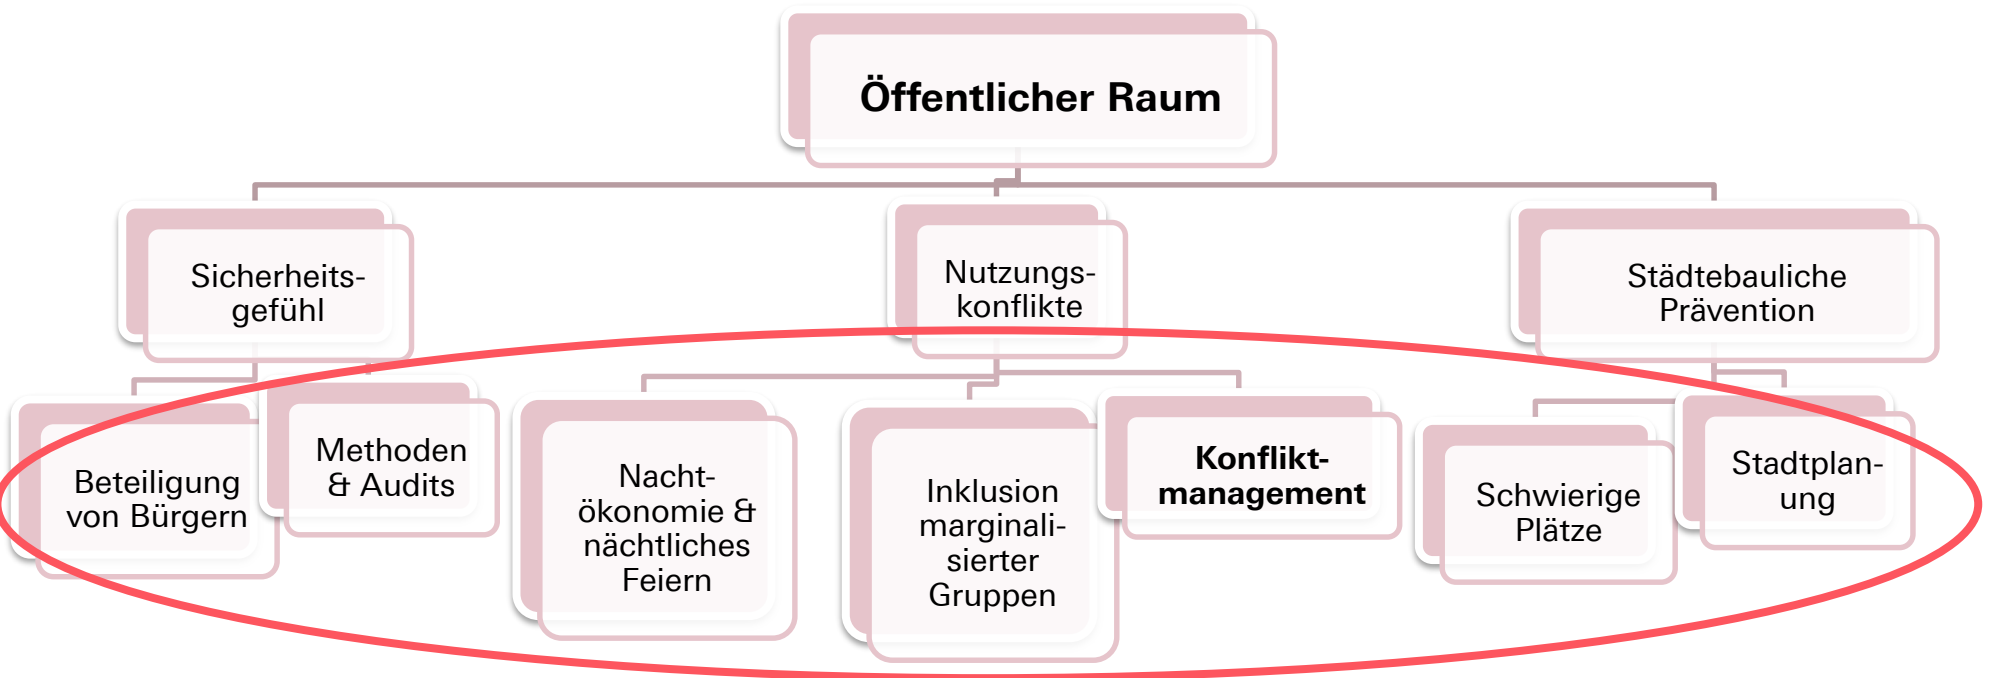 Öffentlicher Raum
Sicherheits-
gefühl
Nutzungs-
konflikte
Städtebauliche
Prävention
Beteiligung
von Bürgern
Methoden
& Audits
Nacht-
ökonomie &
nächtliches
Feiern
Inklusion
marginali-
sierter
Gruppen
Konflikt-
management
Schwierige
Plätze
Stadtplan-
ung